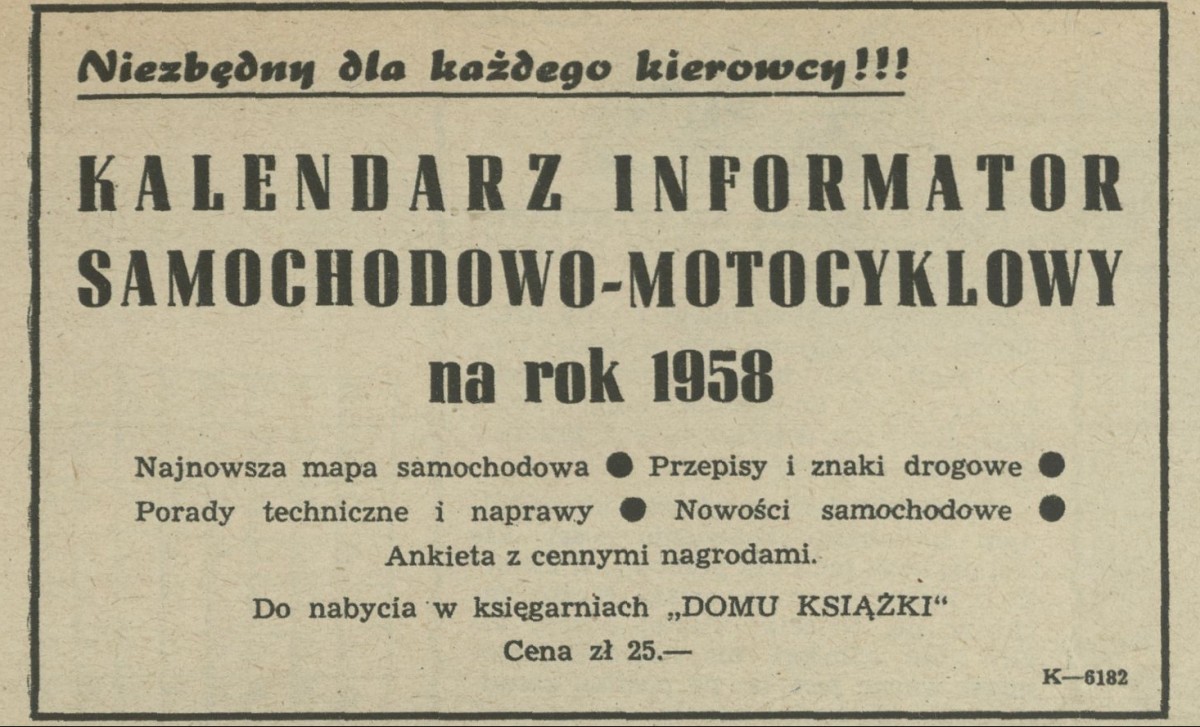 Niezbędny dla każdego kierowcy!!!
KALENDARZ INFORMATOR
SAMOCHODOWO-MOTOCYKLOWY
na rok 1958
Najnowsza mapa samochodowa ● Przepisy i znaki drogowe ●
Porady techniczne i naprawy ● Nowości samochodowe ●
Ankieta z cennymi nagrodami.
Do nabycia w księgarniach „DOMU KSIĄŻKI“
Cena zł 25.—
K—6182